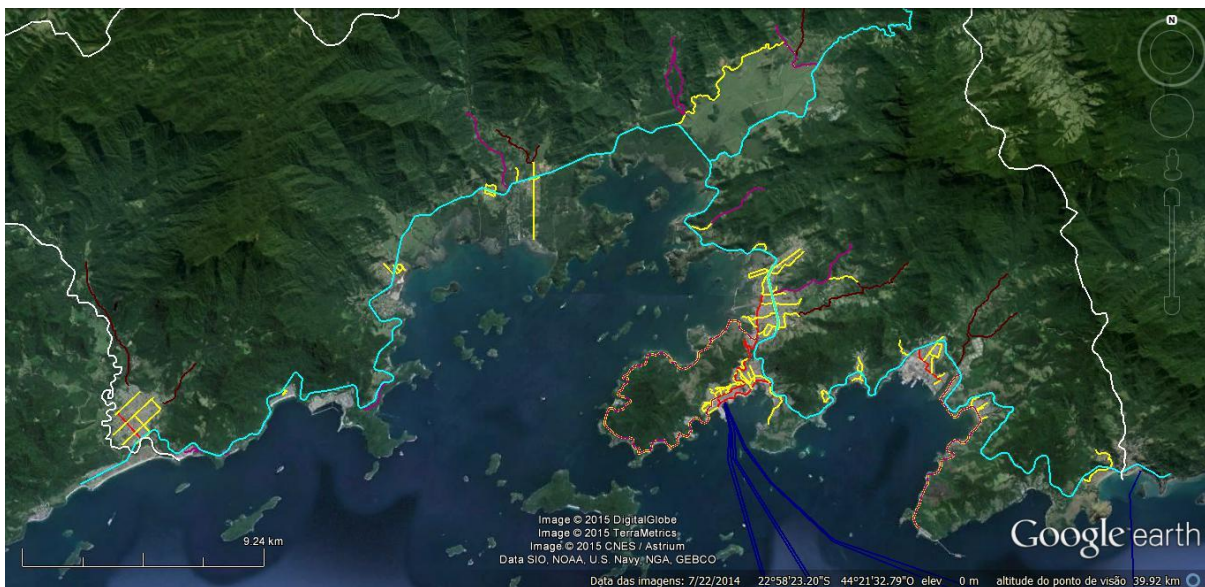 N
9.24 km
Image © 2015 DigitalGlobe
Image © 2015 TerraMetrics
Image © 2015 CNES / Astrium
Data SIO, NOAA, U.S. Navy, NGA, GEBCO
Google earth
Data das imagens: 7/22/2014 22°58'23.20"S 44°21'32.79"O elev 0 m altitude do ponto de visão 39.92 km